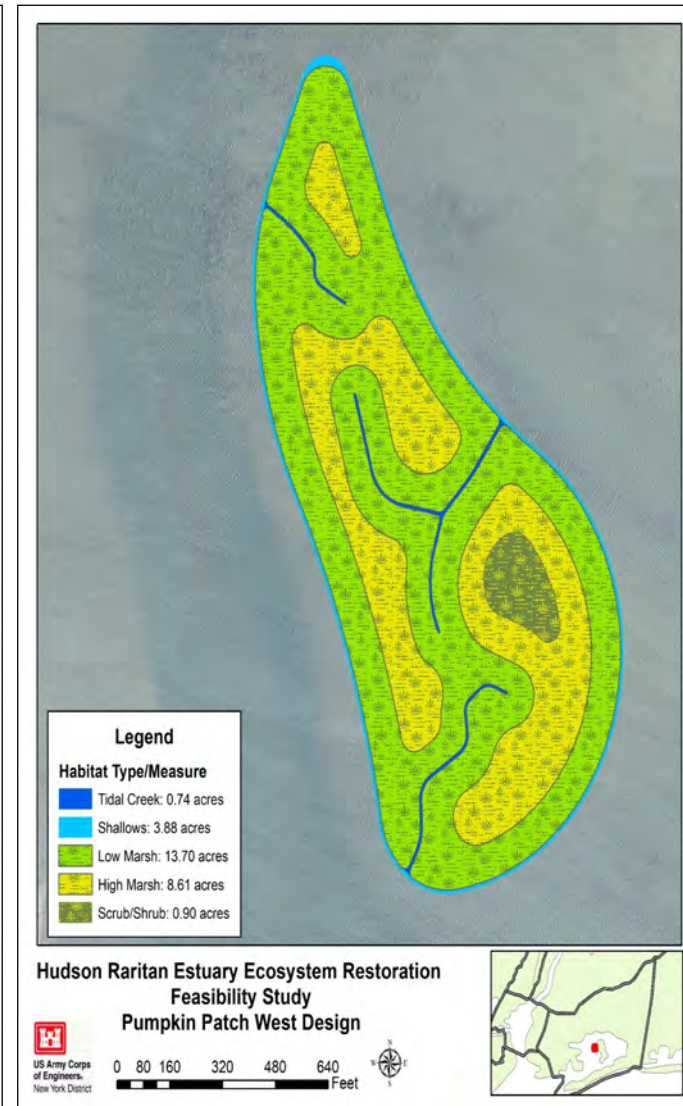 Legend
Habitat Type/Measure
Tidal Creek: 0.74 acres
Shallows: 3.88 acres
Low Marsh: 13.70 acres
High Marsh: 8.61 acres
Scrub/Shrub: 0.90 acres
Hudson Raritan Estuary Ecosystem Restoration
Feasibility Study
Pumpkin Patch West Design
US Army Corps
of Engineers®
New York District
0 80 160 320 480 640
Feet
N
W E
S